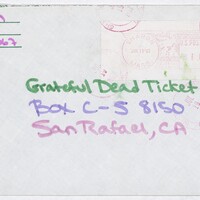 Grateful Dead Ticket
Box C-S 8150
San Rafael, CA